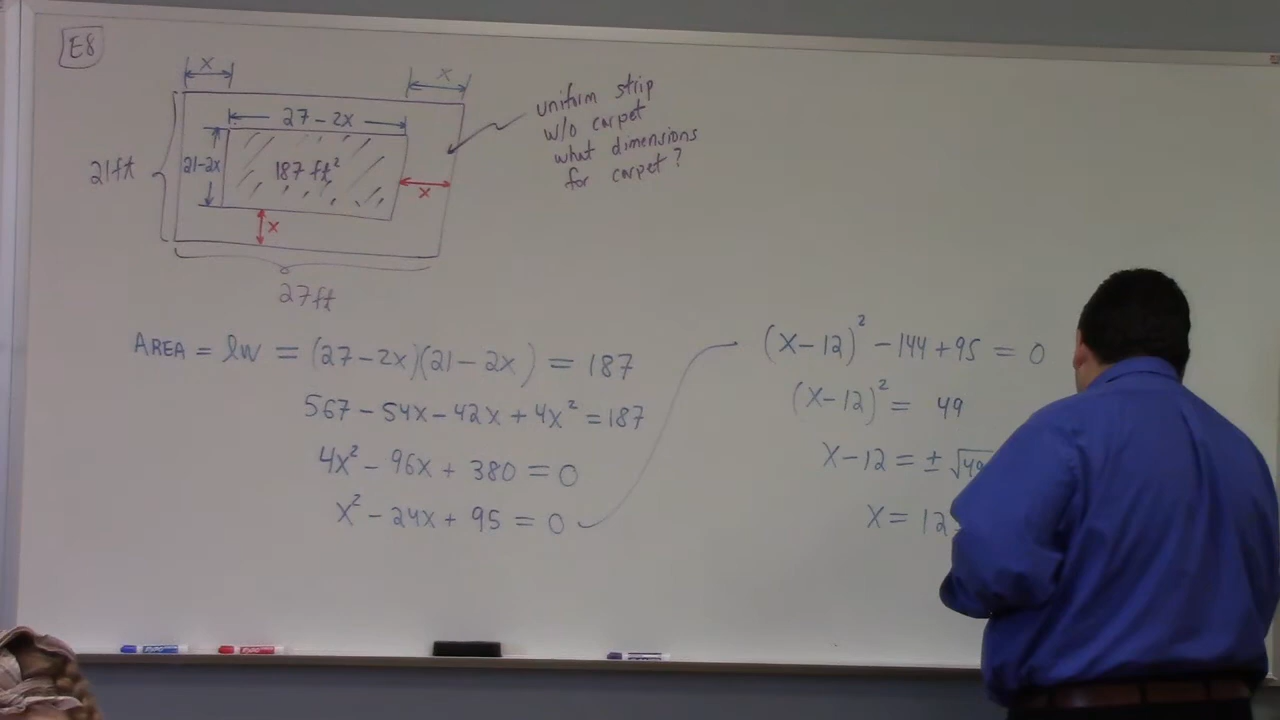 E8
x
x
27 - 2x
21ft
21-2x
187 ft²
x
x
27ft
uniform strip
w/o carpet
what dimensions
for carpet?
AREA = lw = (27 - 2x)(21 - 2x) = 187
567 - 54x - 42x + 4x² = 187
4x² - 96x + 380 = 0
x² - 24x + 95 = 0
(x - 12)² - 144 + 95 = 0
(x - 12)² = 49
x - 12 = ± √49
x = 12
EXPO
EXPO